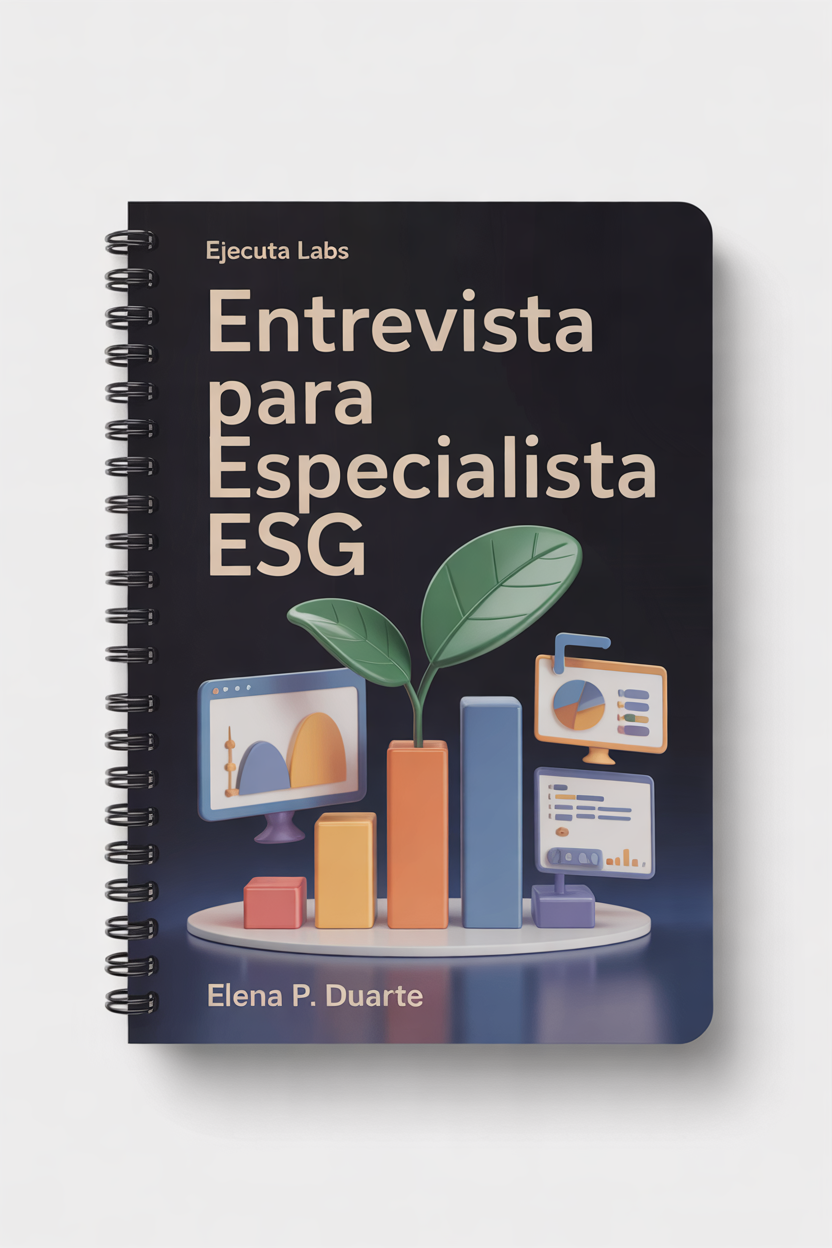 Ejecuta Labs
Entrevista
para
Especialista
ESG
Elena P. Duarte